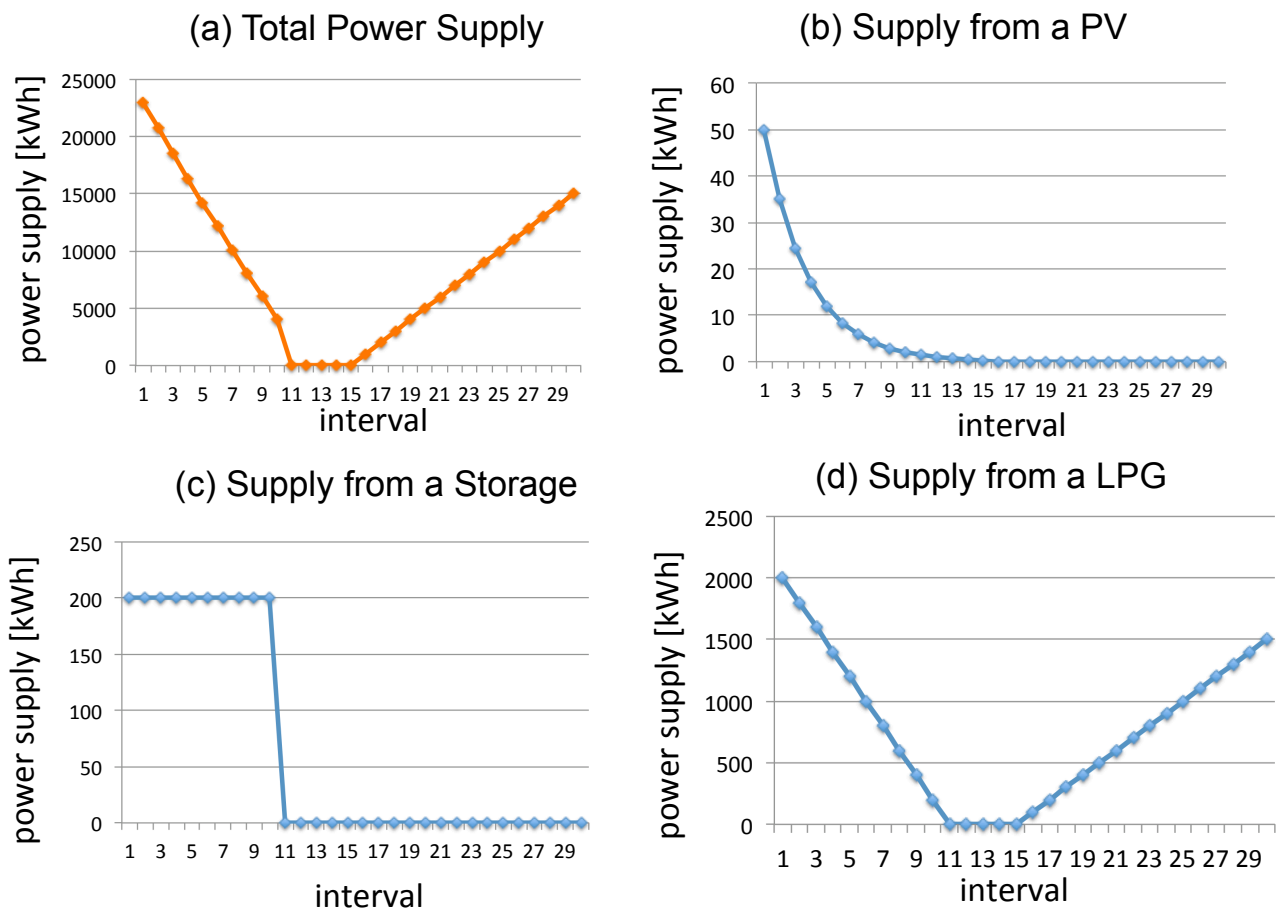 (a) Total Power Supply
power supply [kWh]
25000
20000
15000
10000
5000
0
1 3 5 7 9 11 13 15 17 19 21 23 25 27 29
interval
(b) Supply from a PV
power supply [kWh]
60
50
40
30
20
10
0
1 3 5 7 9 11 13 15 17 19 21 23 25 27 29
interval
(c) Supply from a Storage
power supply [kWh]
250
200
150
100
50
0
1 3 5 7 9 11 13 15 17 19 21 23 25 27 29
interval
(d) Supply from a LPG
power supply [kWh]
2500
2000
1500
1000
500
0
1 3 5 7 9 11 13 15 17 19 21 23 25 27 29
interval